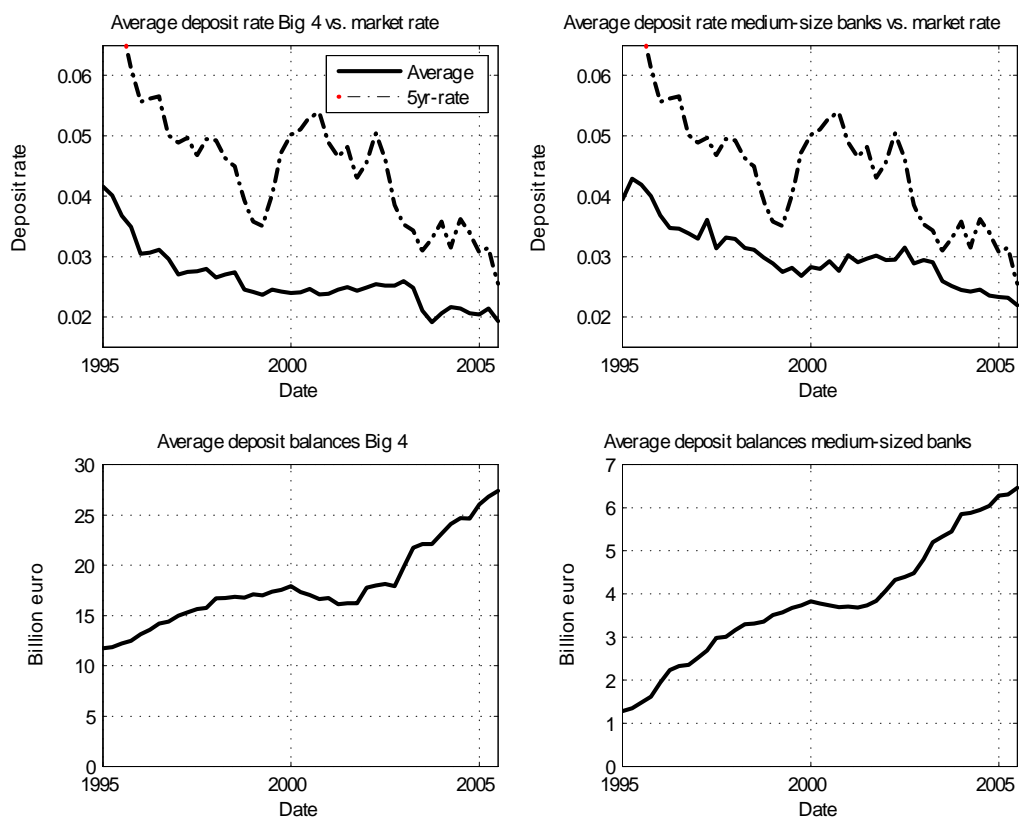 Average deposit rate Big 4 vs. market rate
0.06
0.05
0.04
0.03
0.02
Deposit rate
Average
5yr-rate
1995
2000
2005
Date
Average deposit rate medium-size banks vs. market rate
0.06
0.05
0.04
0.03
0.02
Deposit rate
1995
2000
2005
Date
Average deposit balances Big 4
30
25
20
15
10
5
0
Billion euro
1995
2000
2005
Date
Average deposit balances medium-sized banks
7
6
5
4
3
2
1
0
Billion euro
1995
2000
2005
Date